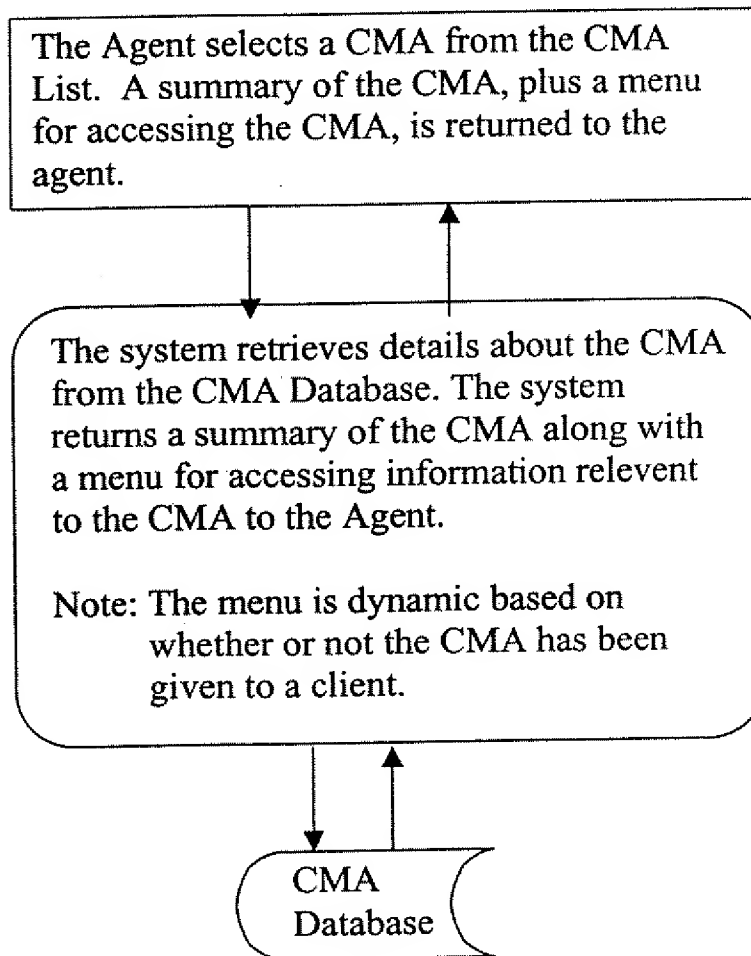 The Agent selects a CMA from the CMA
List. A summary of the CMA, plus a menu
for accessing the CMA, is returned to the
agent.
The system retrieves details about the CMA
from the CMA Database. The system
returns a summary of the CMA along with
a menu for accessing information relevent
to the CMA to the Agent.
Note: The menu is dynamic based on
whether or not the CMA has been
given to a client.
CMA
Database